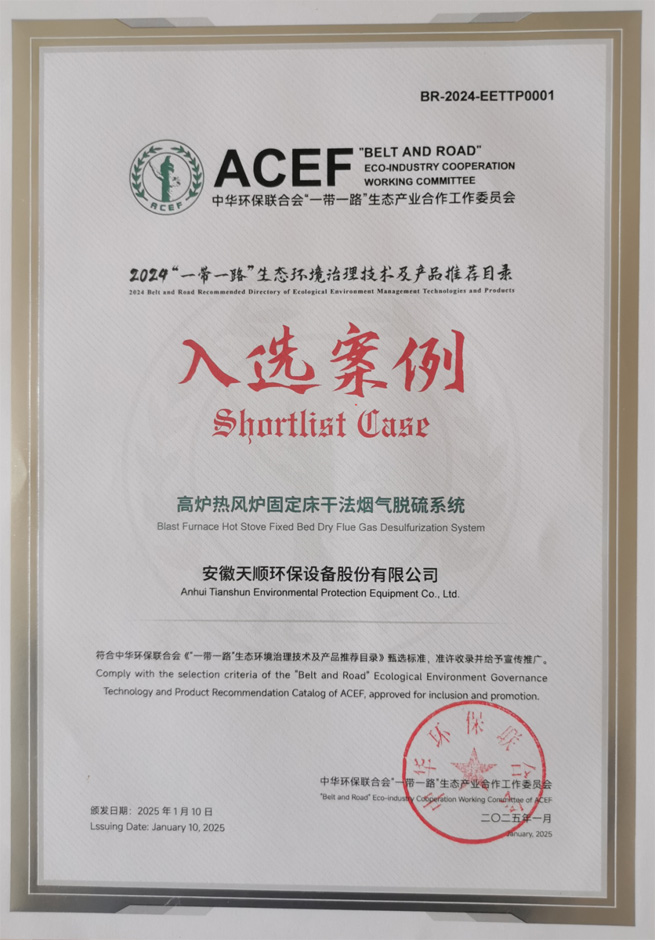 BR-2024-EETTP0001
ACEF
ACEF
"BELT AND ROAD"
ECO-INDUSTRY COOPERATION
WORKING COMMITTEE
中华环保联合会"一带一路"生态产业合作工作委员会
2024"一带一路"生态环境治理技术及产品推荐目录
2024 Belt and Road Recommended Directory of Ecological Environment Management Technologies and Products
入选案例
Shortlist Case
高炉热风炉固定床干法烟气脱硫系统
Blast Furnace Hot Stove Fixed Bed Dry Flue Gas Desulfurization System
安徽天顺环保设备股份有限公司
Anhui Tianshun Environmental Protection Equipment Co., Ltd.
符合中华环保联合会《"一带一路"生态环境治理技术及产品推荐目录》甄选标准，准许收录并给予宣传推广。
Comply with the selection criteria of the "Belt and Road" Ecological Environment Governance
Technology and Product Recommendation Catalog of ACEF, approved for inclusion and promotion.
中华环保联合会
中华环保联合会"一带一路"生态产业合作工作委员会
"Belt and Road" Eco-industry Cooperation Working Committee of ACEF
二〇二五年一月
January, 2025
颁发日期：2025 年 1 月 10 日
Lssuing Date: January 10, 2025